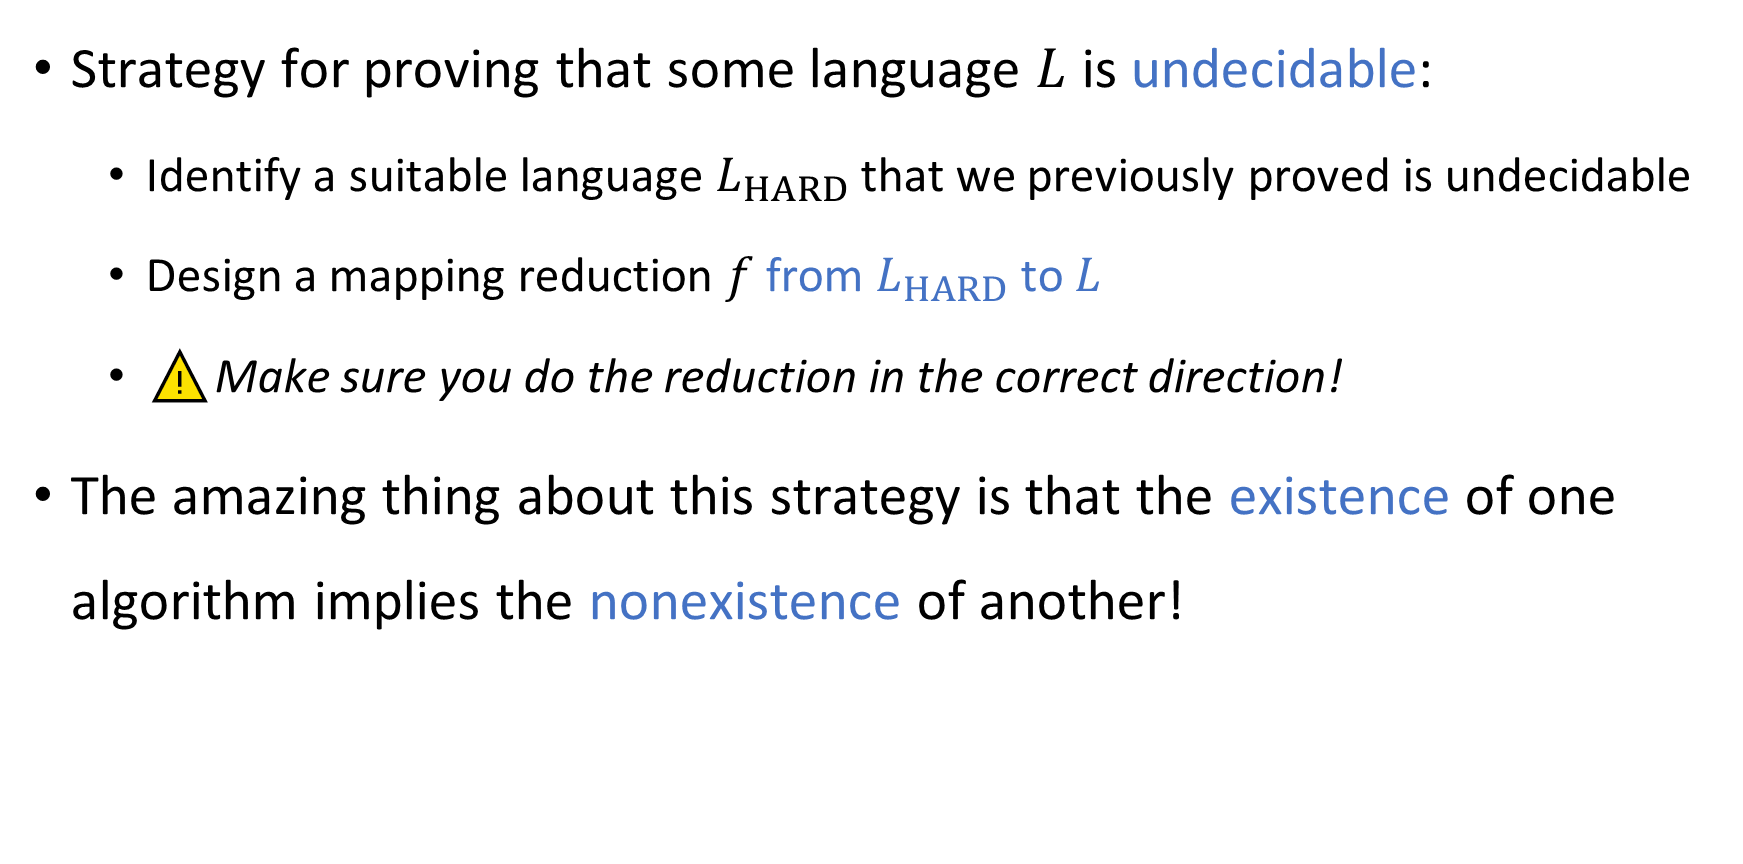 • Strategy for proving that some language L is undecidable:
• Identify a suitable language L_HARD that we previously proved is undecidable
• Design a mapping reduction f from L_HARD to L
• ⚠ Make sure you do the reduction in the correct direction!
• The amazing thing about this strategy is that the existence of one
algorithm implies the nonexistence of another!